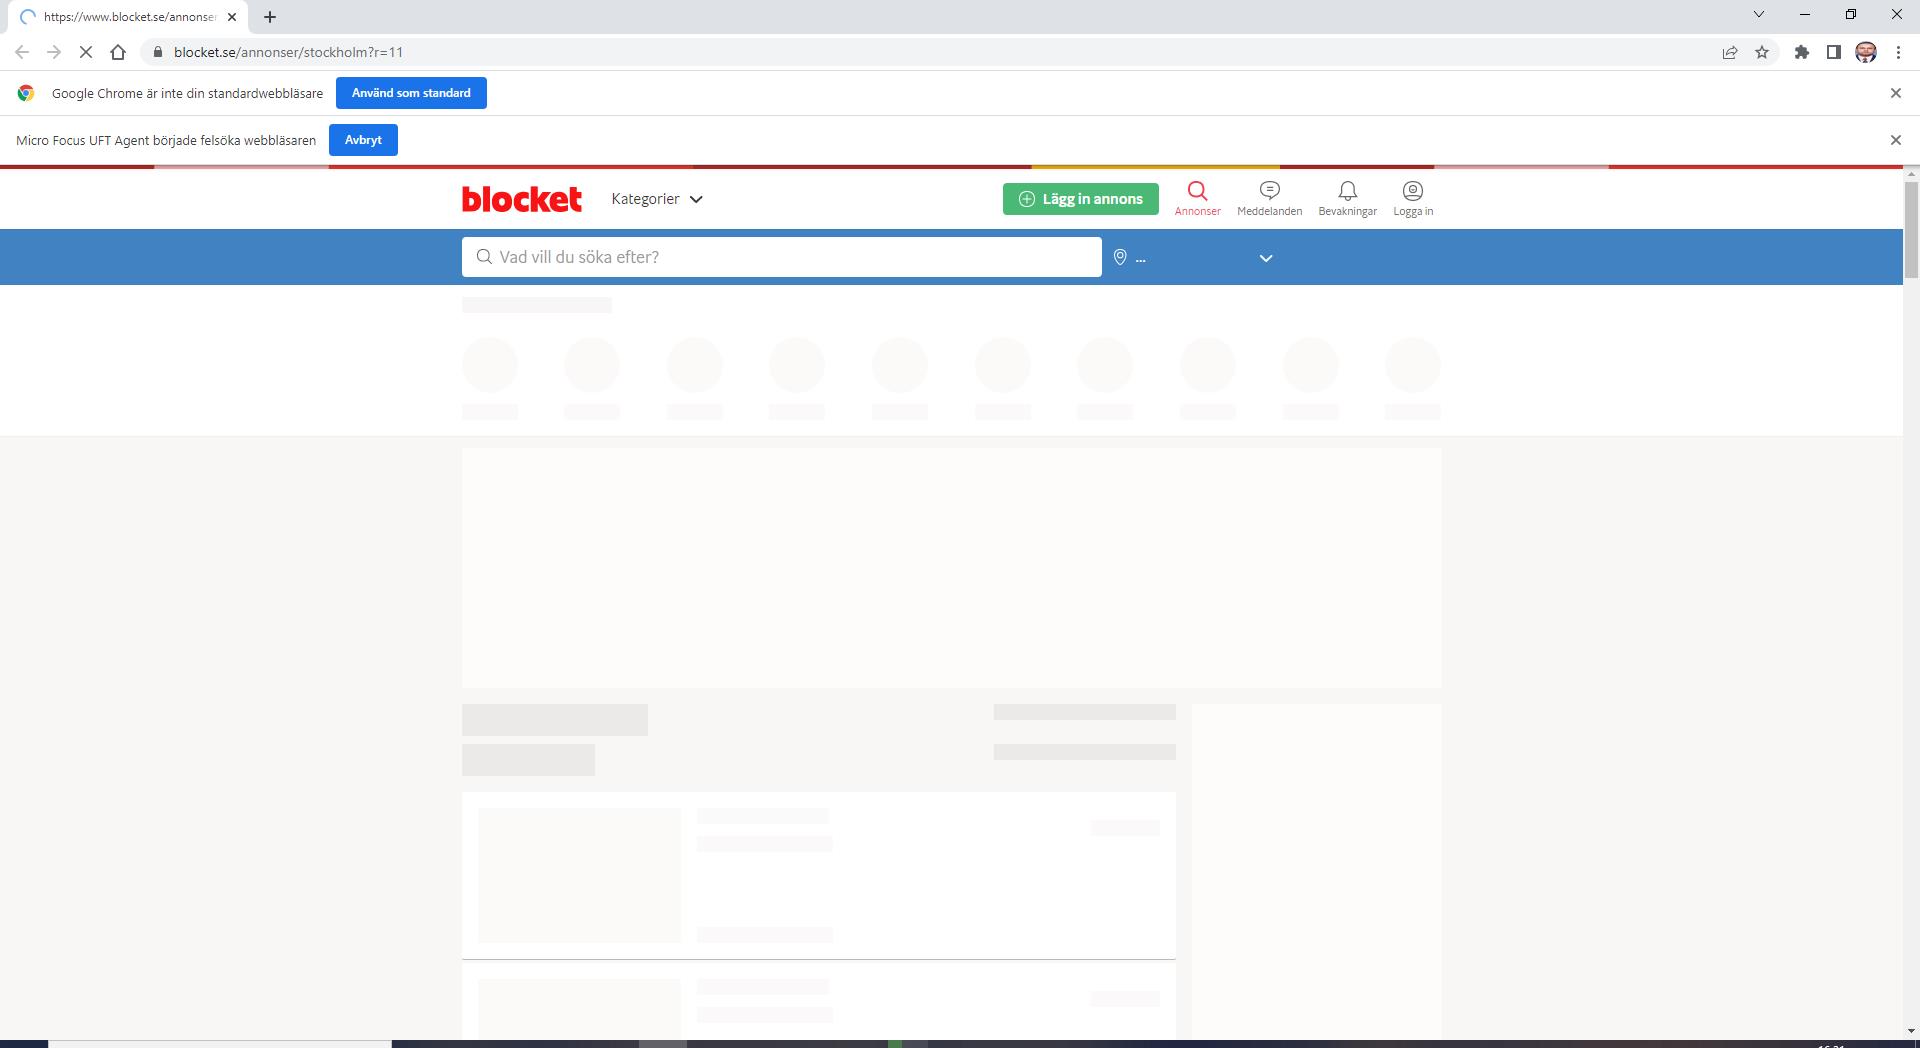 https://www.blocket.se/annonser
blocket.se/annonser/stockholm?r=11
Google Chrome är inte din standardwebbläsare
Använd som standard
Micro Focus UFT Agent började felsöka webbläsaren
Avbryt
blocket
Kategorier
Lägg in annons
Annonser
Meddelanden
Bevakningar
Logga in
Vad vill du söka efter?
...